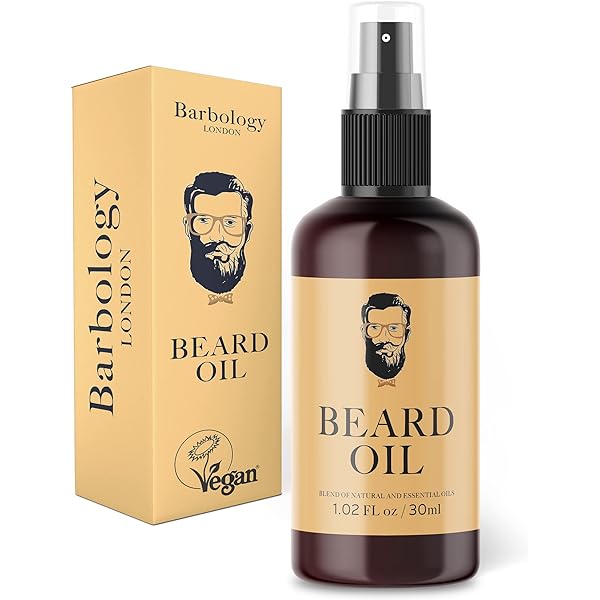 Barbology
LONDON
BEARD
OIL
Vegan
Barbology
LONDON
BEARD
OIL
BLEND OF NATURAL AND ESSENTIAL OILS
1.02 FL oz / 30ml